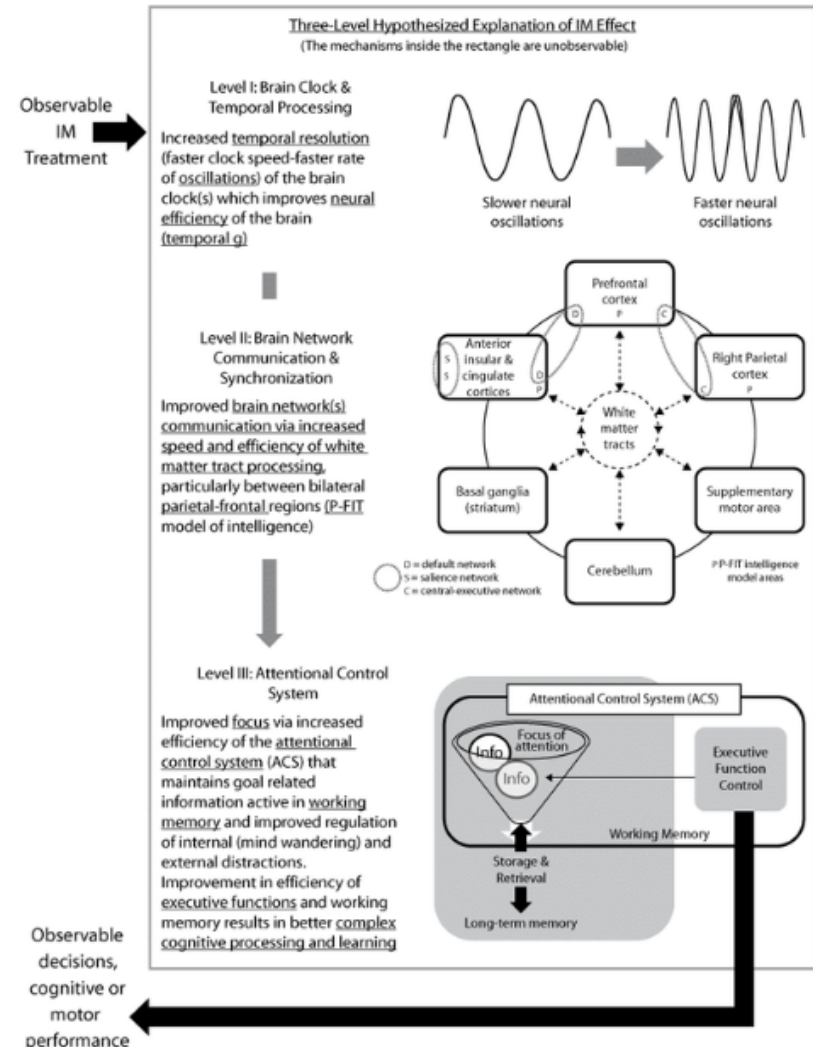 Three-Level Hypothesized Explanation of IM Effect
(The mechanisms inside the rectangle are unobservable)
Observable
IM
Treatment
Level I: Brain Clock &
Temporal Processing
Increased temporal resolution
(faster clock speed-faster rate
of oscillations) of the brain
clock(s) which improves neural
efficiency of the brain
(temporal g)
Slower neural
oscillations
Faster neural
oscillations
Level II: Brain Network
Communication &
Synchronization
Improved brain network(s)
communication via increased
speed and efficiency of white
matter tract processing,
particularly between bilateral
parietal-frontal regions (P-FIT
model of intelligence)
Prefrontal
cortex
D P C
Anterior
insular &
cingulate
cortices
S
S
D
P
Right Parietal
cortex
C P
White
matter
tracts
Basal ganglia
(striatum)
Supplementary
motor area
Cerebellum
D = default network
S = salience network
C = central-executive network
P P-FIT intelligence
model areas
Level III: Attentional Control
System
Improved focus via increased
efficiency of the attentional
control system (ACS) that
maintains goal related
information active in working
memory and improved regulation
of internal (mind wandering) and
external distractions.
Improvement in efficiency of
executive functions and working
memory results in better complex
cognitive processing and learning
Attentional Control System (ACS)
Focus of
attention
Info
Info
Executive
Function
Control
Working Memory
Storage &
Retrieval
Long-term memory
Observable
decisions,
cognitive or
motor
performance